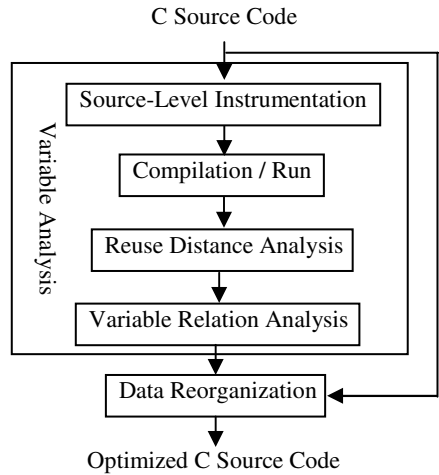 C Source Code
Source-Level Instrumentation
Variable Analysis
Compilation / Run
Reuse Distance Analysis
Variable Relation Analysis
Data Reorganization
Optimized C Source Code